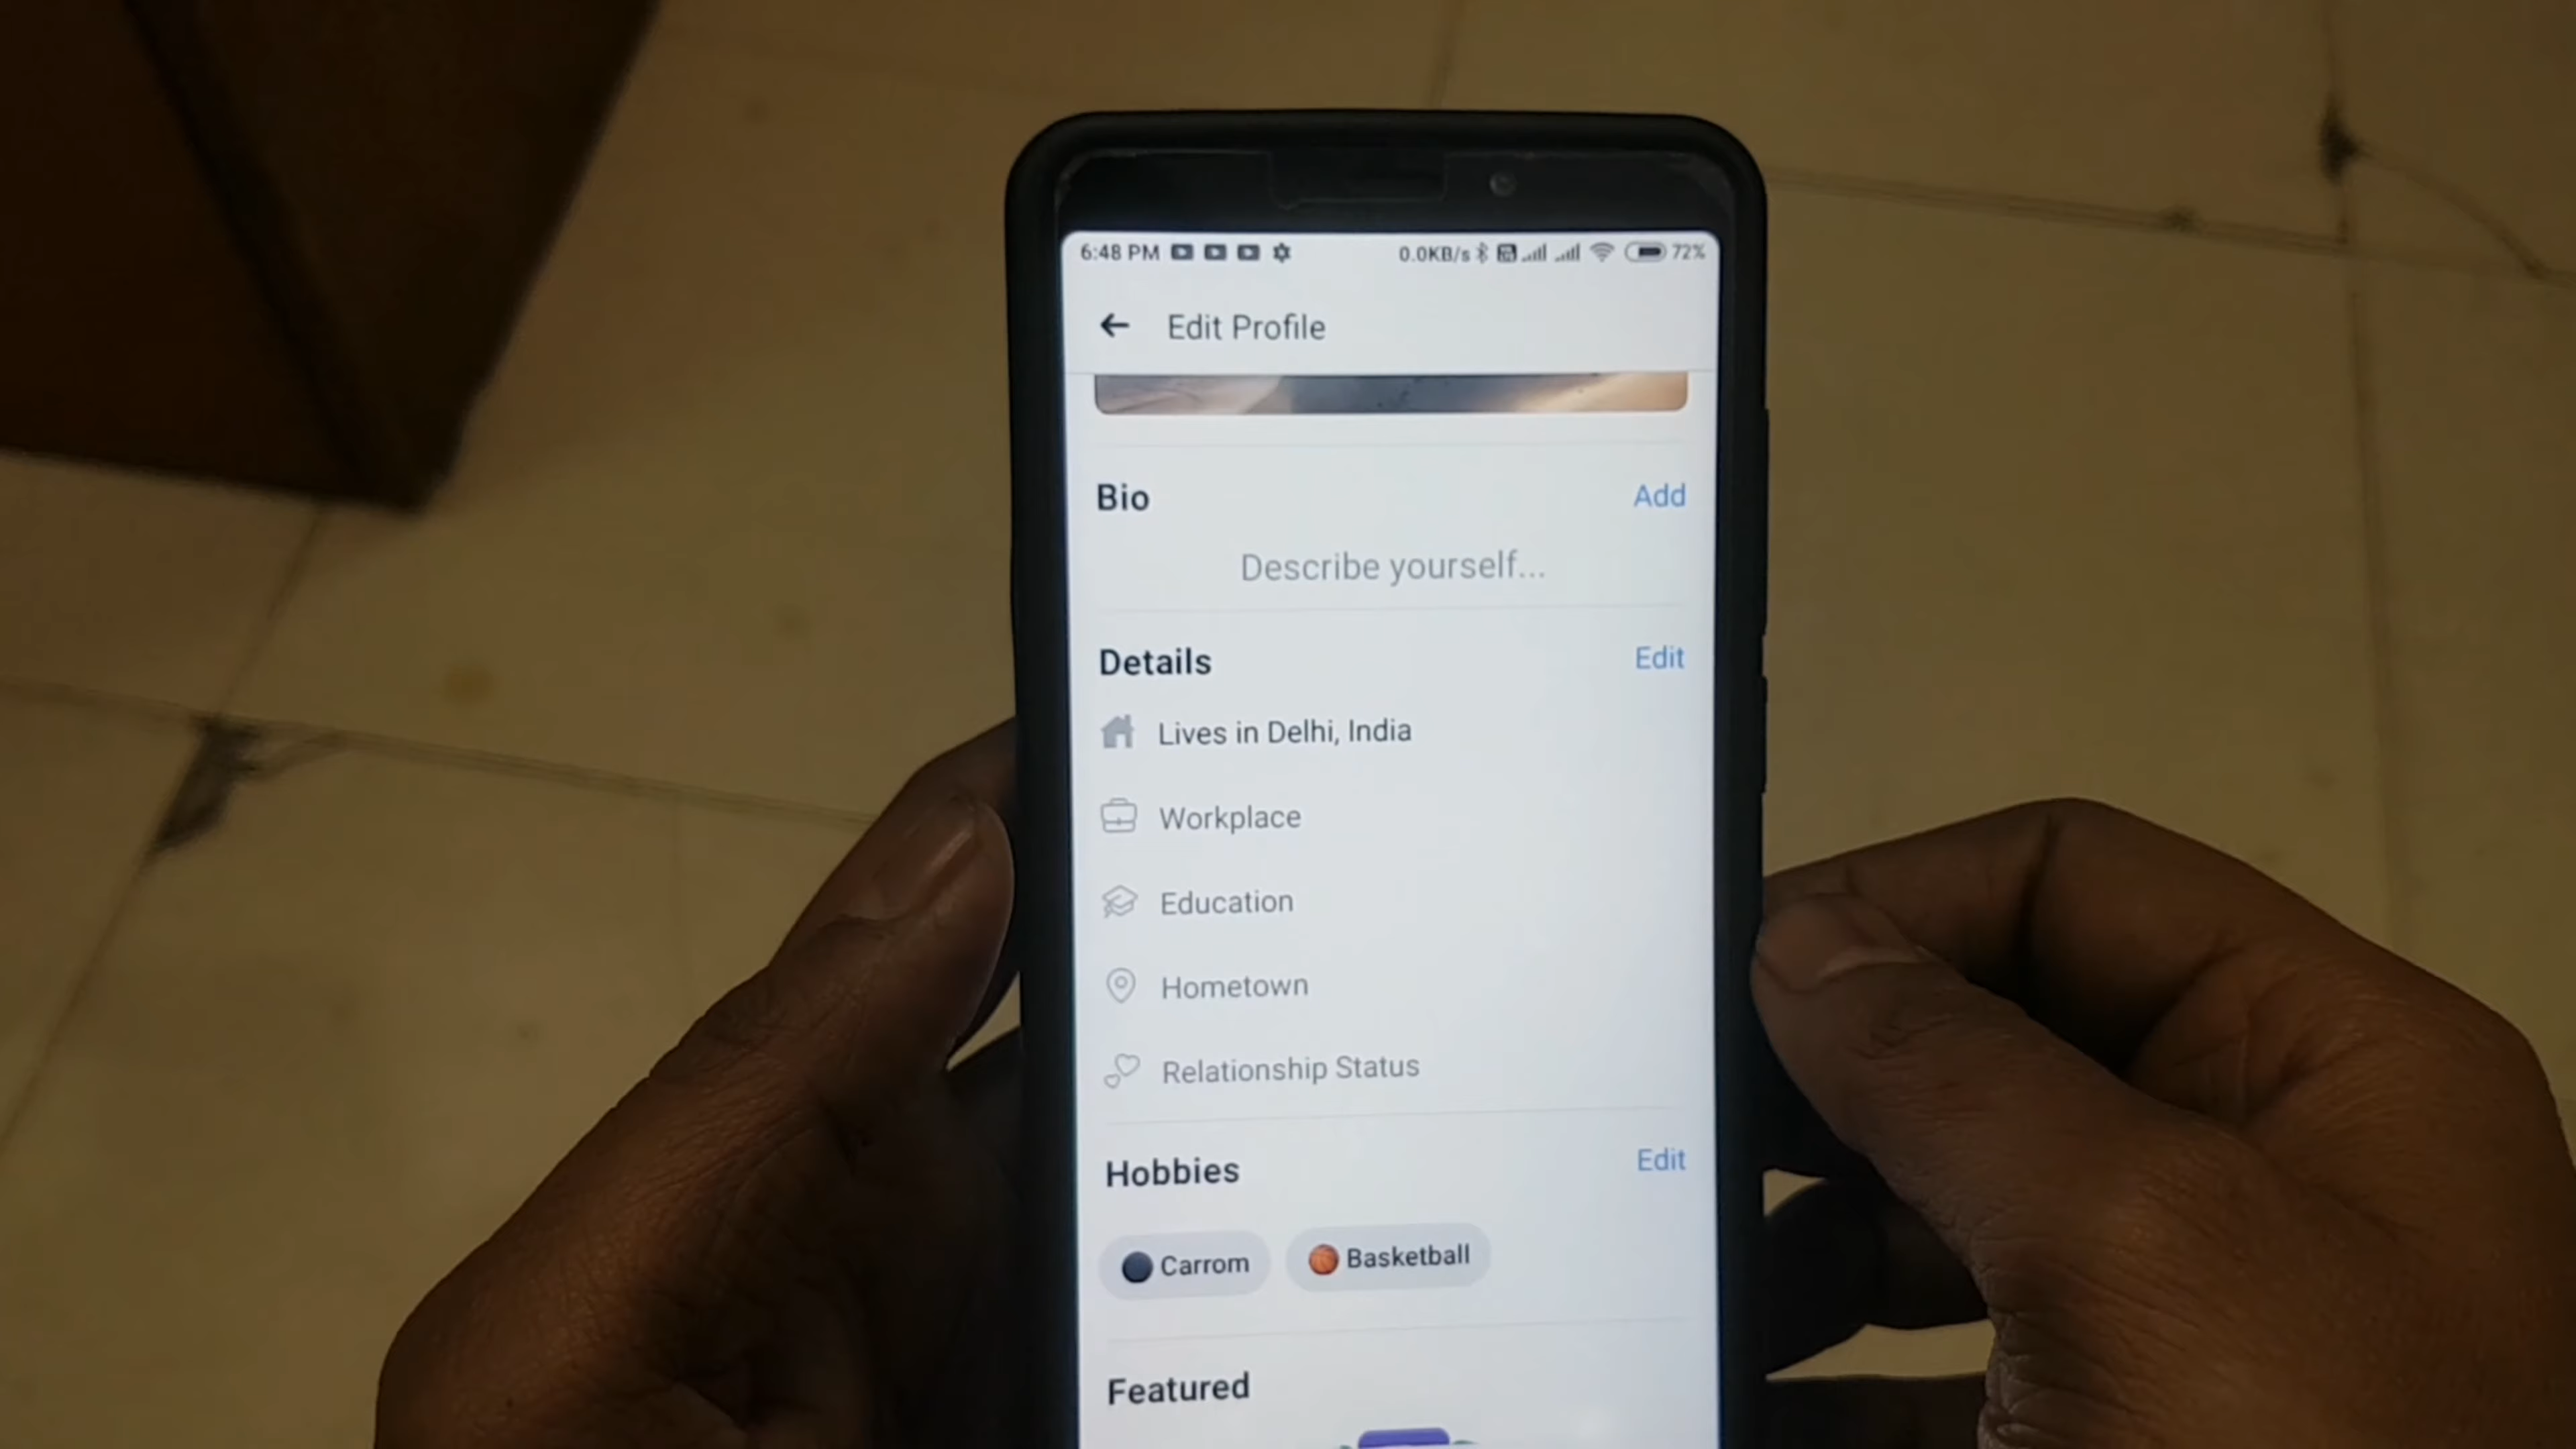 6:48 PM 0.0KB/s 72%
Edit Profile
Bio Add
Describe yourself...
Details Edit
Lives in Delhi, India
Workplace
Education
Hometown
Relationship Status
Hobbies Edit
Carrom Basketball
Featured